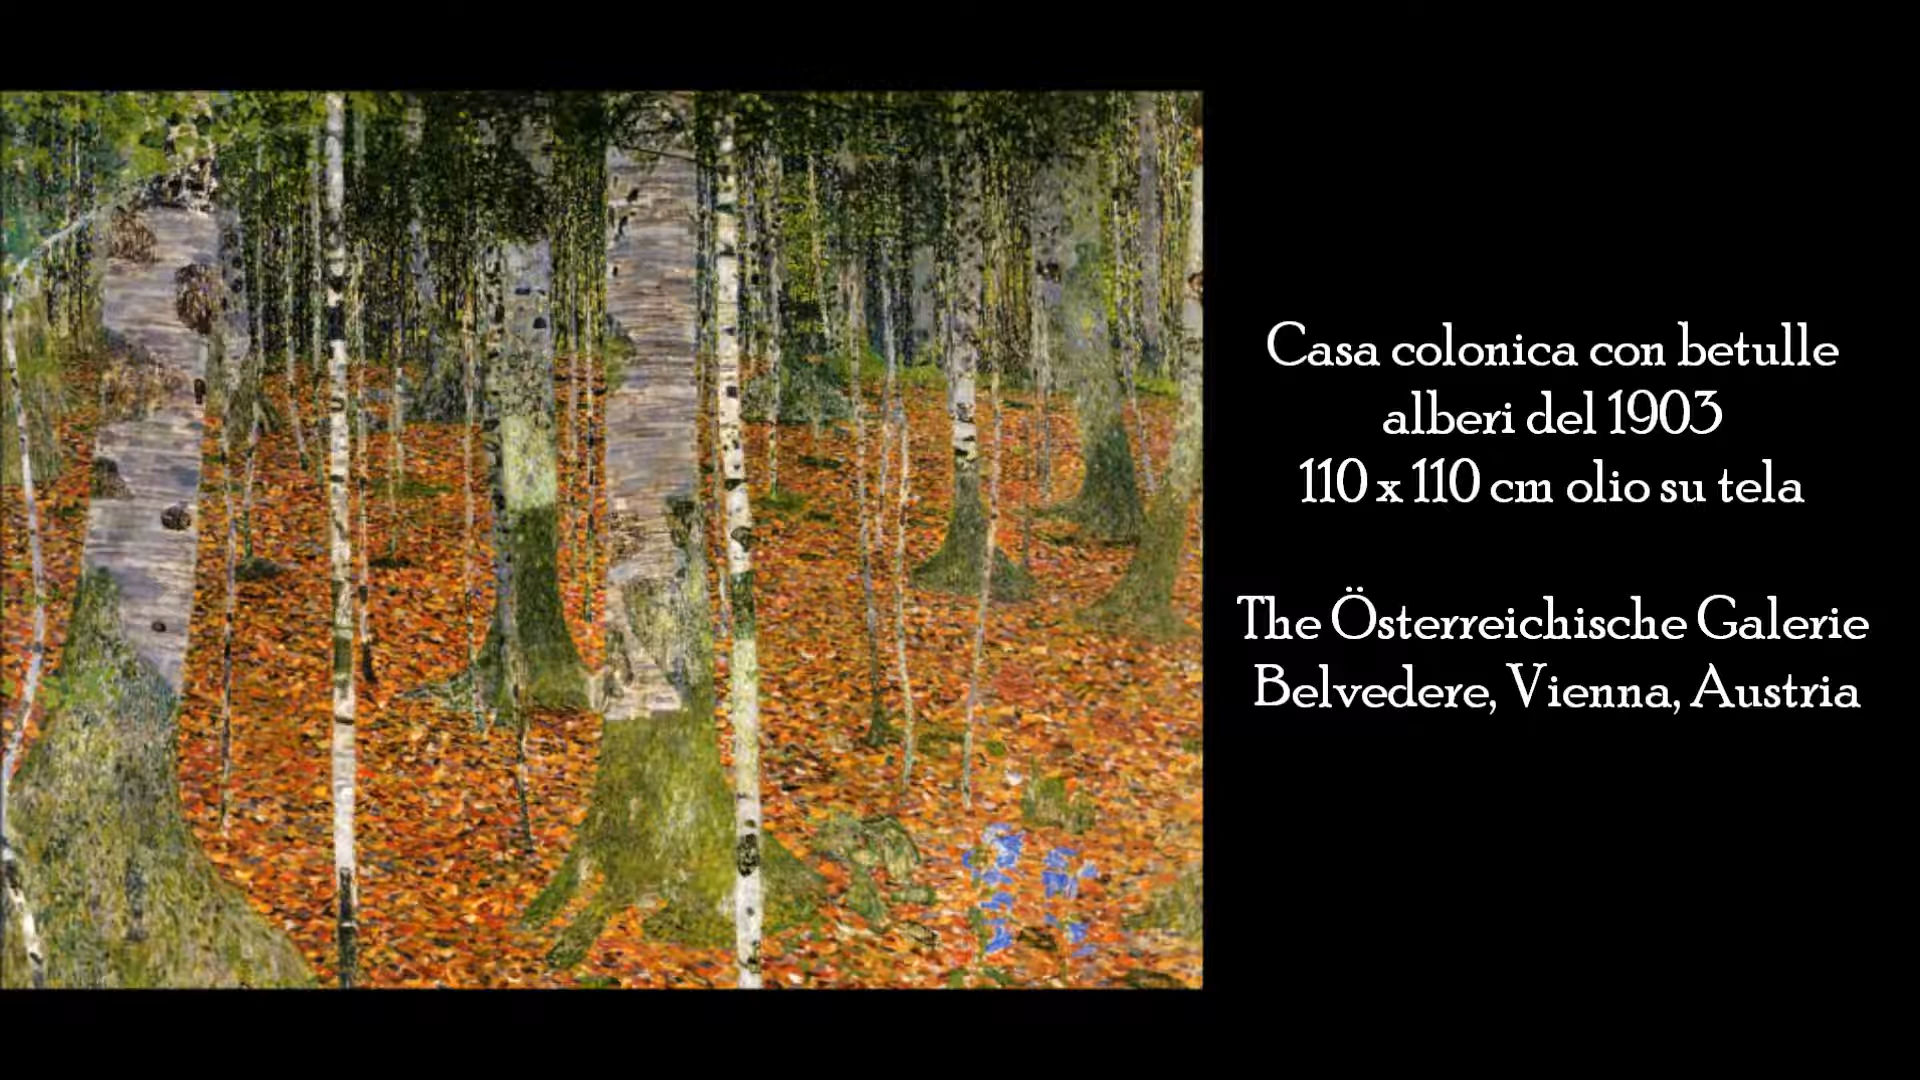 Casa colonica con betulle
alberi del 1903
110 x 110 cm olio su tela
The Österreichische Galerie
Belvedere, Vienna, Austria